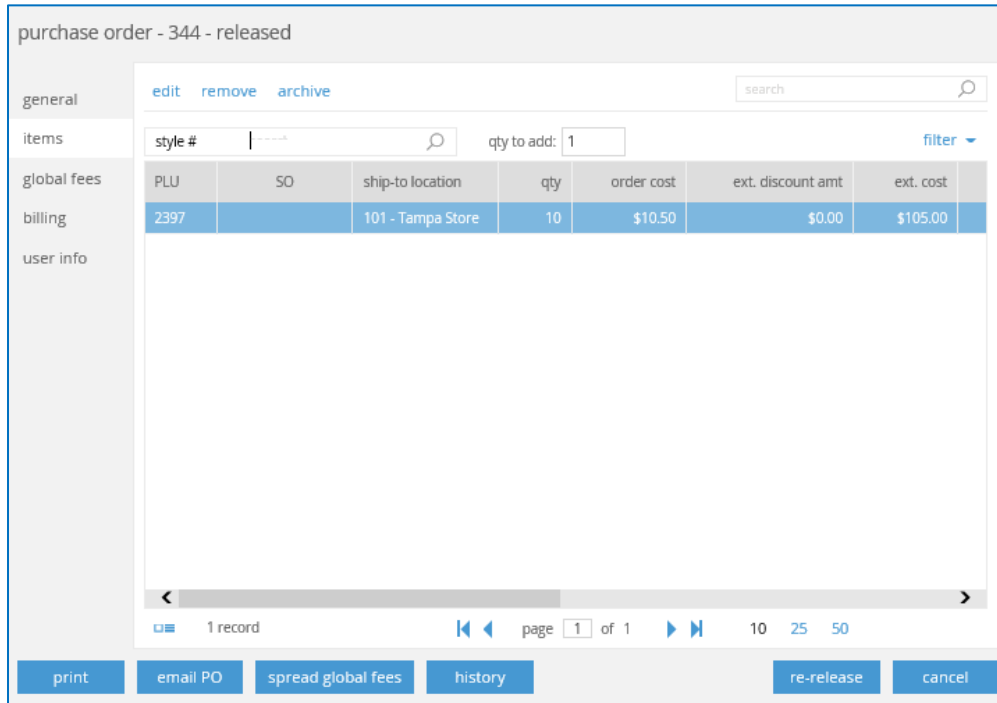 purchase order - 344 - released
general
items
global fees
billing
user info
edit remove archive
search
style #
qty to add: 1
filter
PLU SO ship-to location qty order cost ext. discount amt ext. cost
2397 101 - Tampa Store 10 $10.50 $0.00 $105.00
1 record
page 1 of 1
10 25 50
print email PO spread global fees history re-release cancel